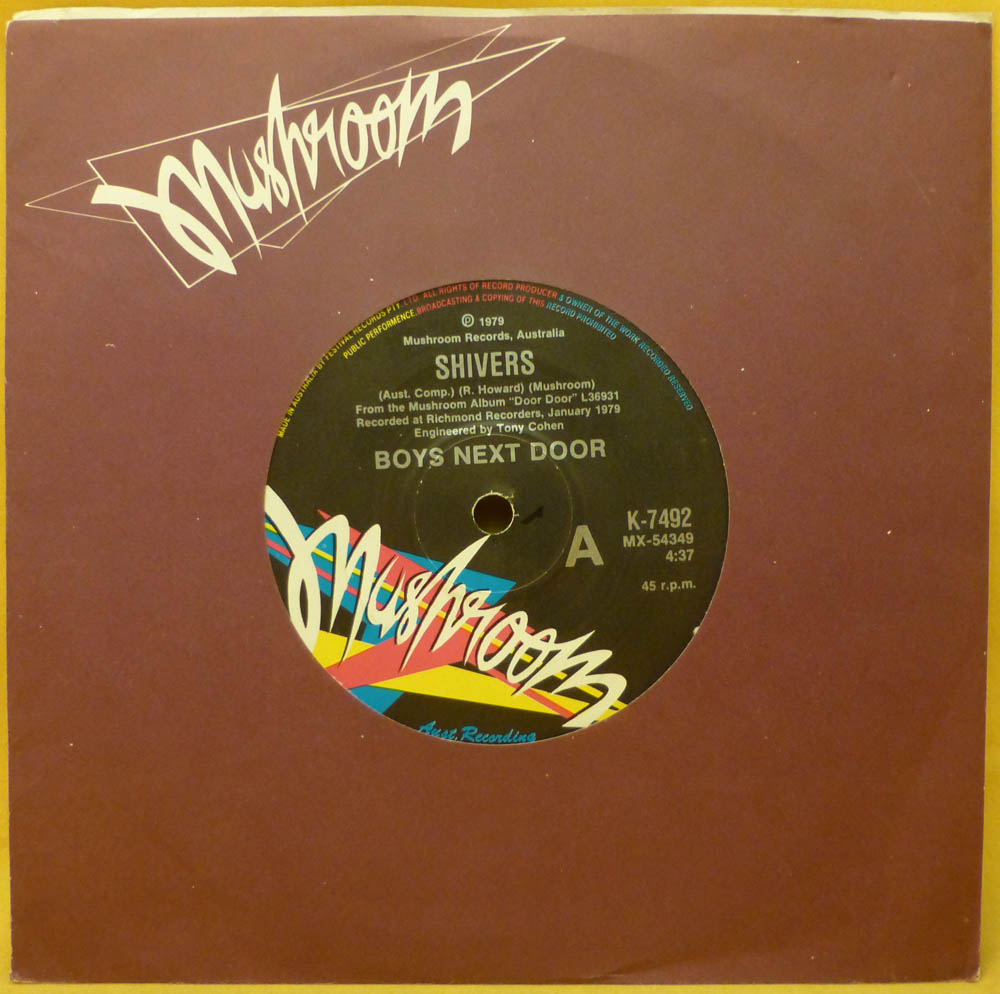 Mushroom
MADE IN AUSTRALIA BY FESTIVAL RECORDS PTY. LTD. ALL RIGHTS OF RECORD PRODUCER & OWNER OF THE WORK RECORDED RESERVED
PUBLIC PERFORMENCE, BROADCASTING & COPYING OF THIS RECORD PROHIBITED
Ⓟ 1979
Mushroom Records, Australia
SHIVERS
(Aust. Comp.) (R. Howard) (Mushroom)
From the Mushroom Album "Door Door" L36931
Recorded at Richmond Recorders, January 1979
Engineered by Tony Cohen
BOYS NEXT DOOR
A
K-7492
MX-54349
4:37
45 r.p.m.
Mushroom
Aust. Recording